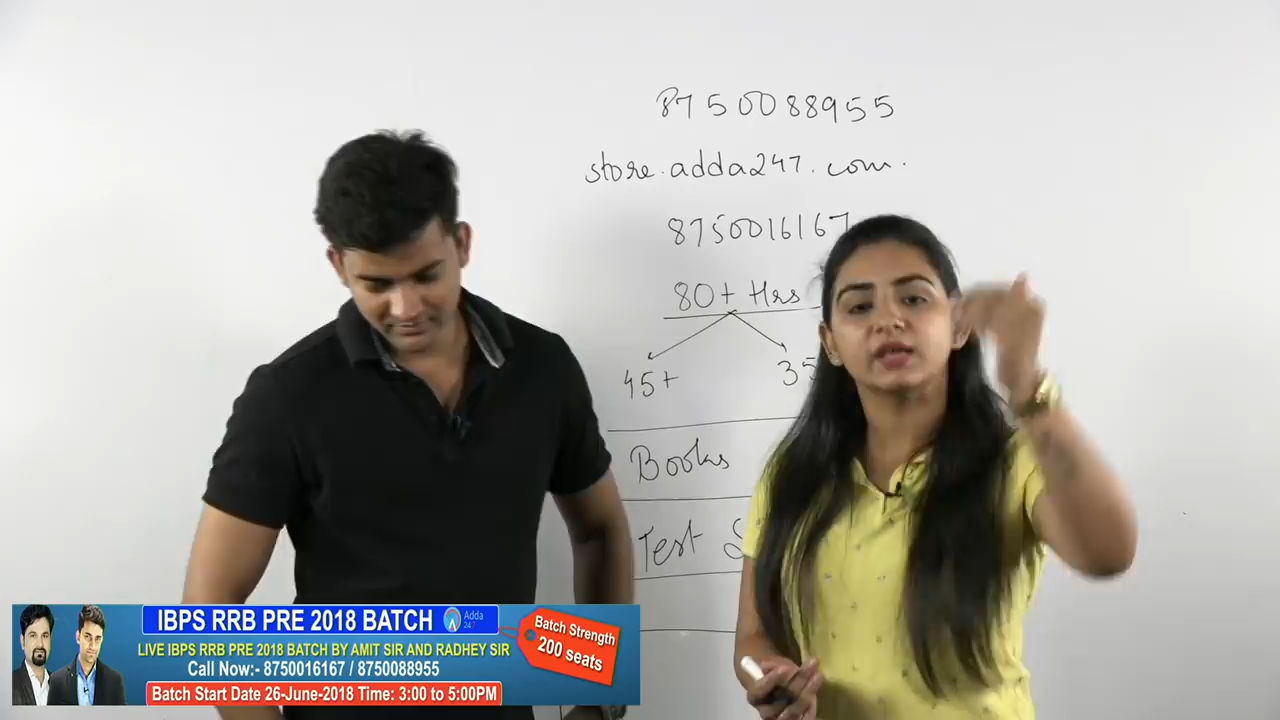 8750088955
store.adda247.com.
8750016167
80+ Hrs
45+ 35
Books
Test
IBPS RRB PRE 2018 BATCH Adda 247
LIVE IBPS RRB PRE 2018 BATCH BY AMIT SIR AND RADHEY SIR
Call Now:- 8750016167 / 8750088955
Batch Start Date 26-June-2018 Time: 3:00 to 5:00PM
Batch Strength
200 seats